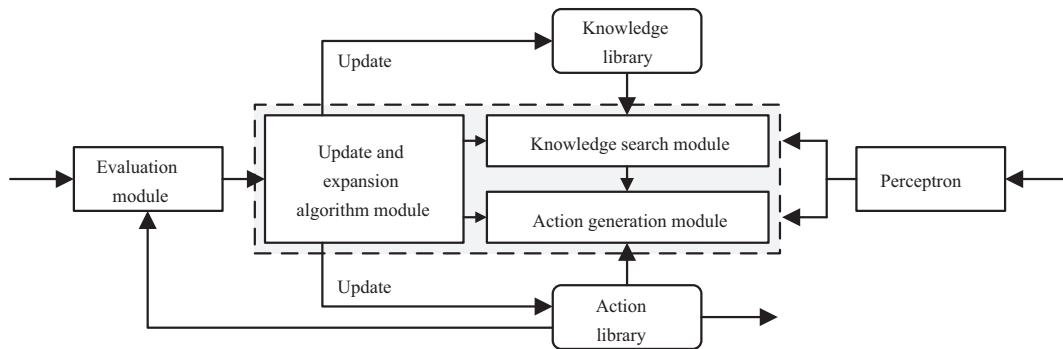 Knowledge
library
Update
Update and
expansion
algorithm module
Knowledge search module
Evaluation
module
Perceptron
Action generation module
Update
Action
library